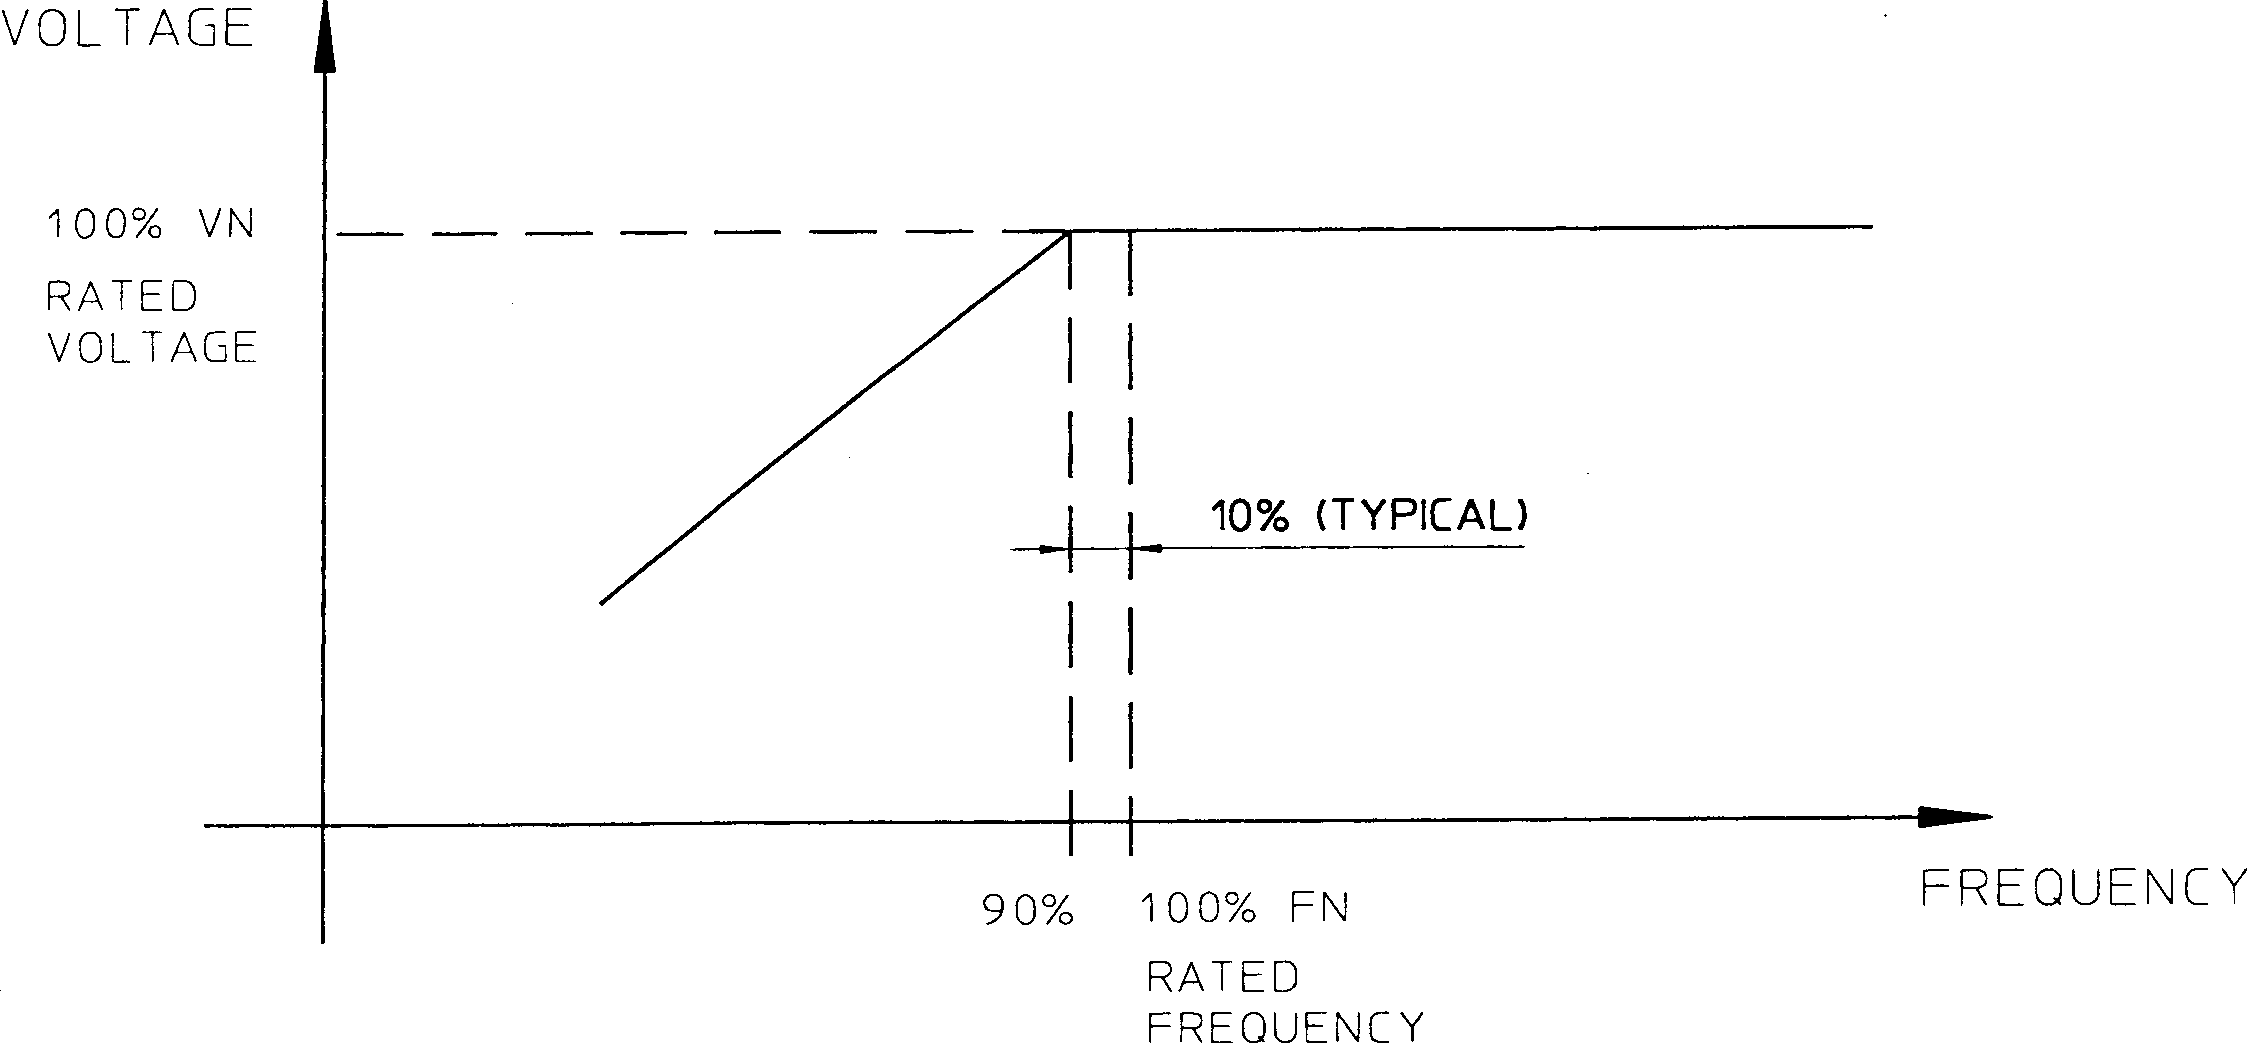 VOLTAGE
100% VN
RATED
VOLTAGE
10% (TYPICAL)
FREQUENCY
90%
100% FN
RATED
FREQUENCY